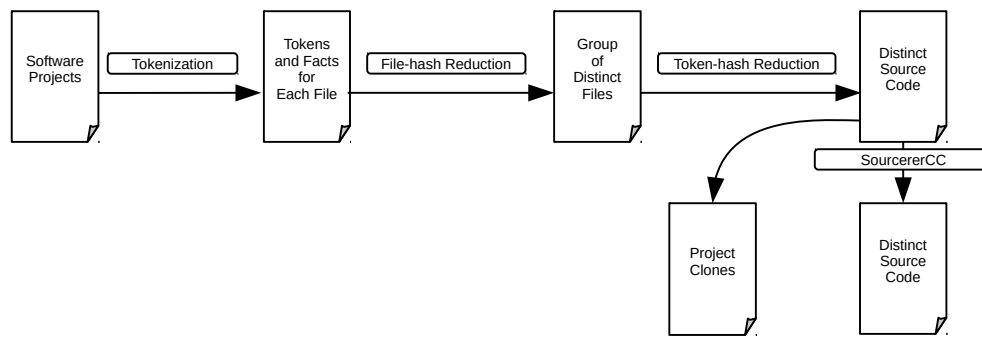 Software
Projects
Tokenization
Tokens
and Facts
for
Each File
File-hash Reduction
Group
of
Distinct
Files
Token-hash Reduction
Distinct
Source
Code
SourcererCC
Project
Clones
Distinct
Source
Code